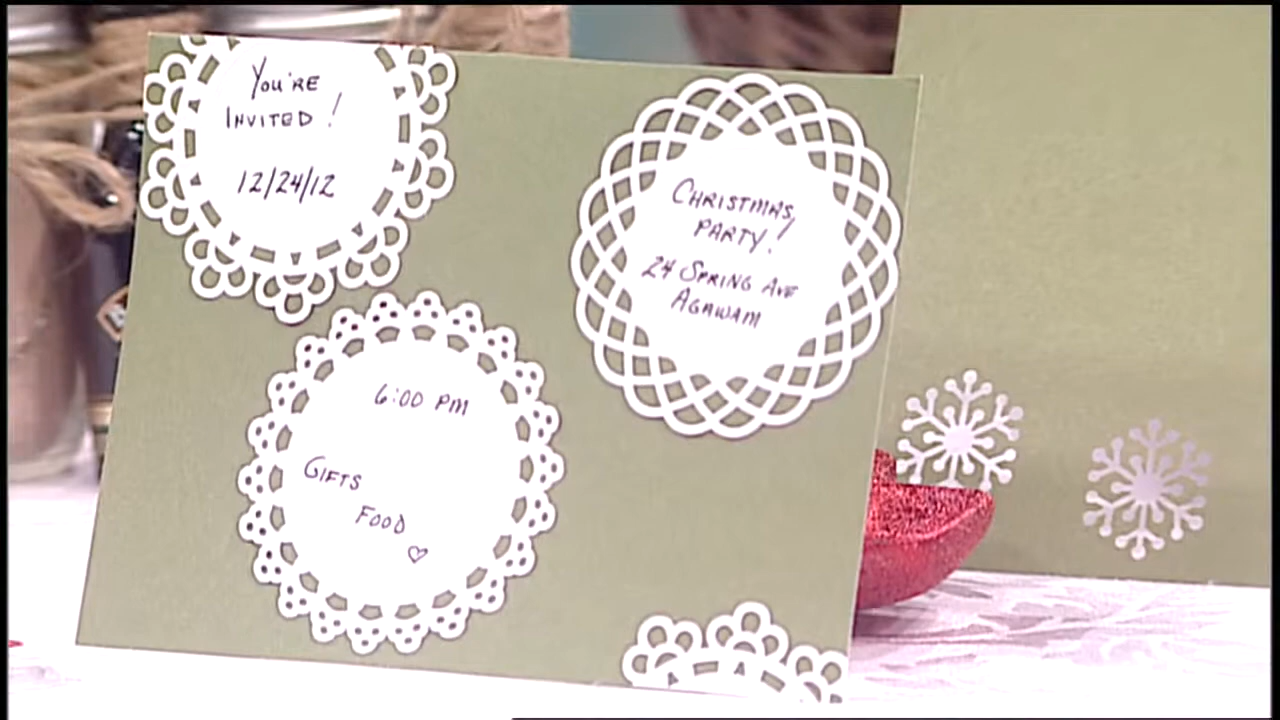 YOU'RE
INVITED !
12/24/12
CHRISTMAS
PARTY!
24 SPRING AVE
AGAWAM
6:00 PM
GIFTS
FOOD